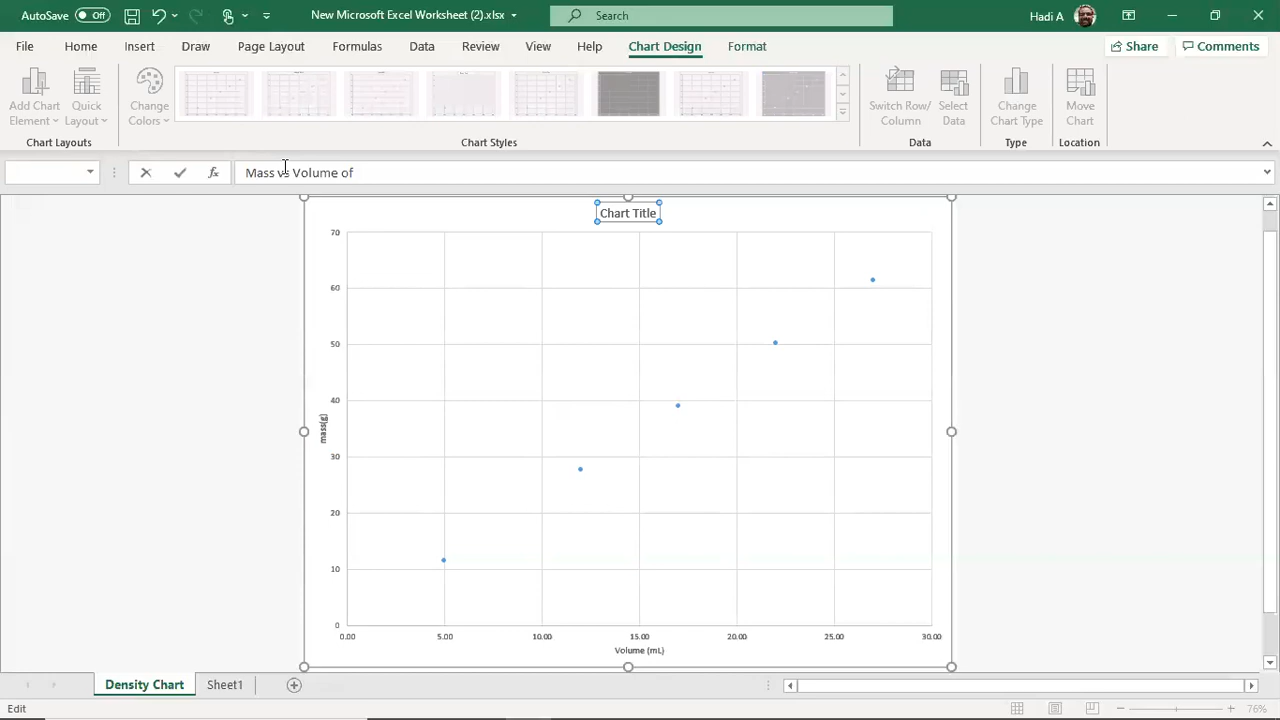 AutoSave Off New Microsoft Excel Worksheet (2).xlsx Search Hadi A
File Home Insert Draw Page Layout Formulas Data Review View Help Chart Design Format Share Comments
Add Chart Element Quick Layout Change Colors Switch Row/ Column Select Data Change Chart Type Move Chart
Chart Layouts Chart Styles Data Type Location
fx Mass vs Volume of
Chart Title
70
60
50
40
mass(g)
30
20
10
0
0.00 5.00 10.00 15.00 20.00 25.00 30.00
Volume (mL)
Density Chart Sheet1
Edit 76%